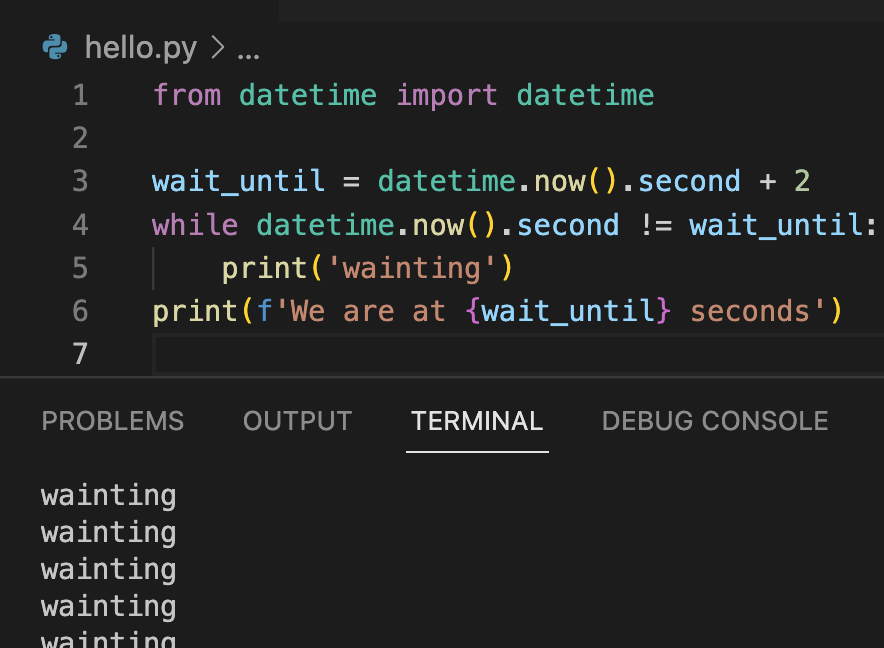 hello.py > ...
1 from datetime import datetime
2
3 wait_until = datetime.now().second + 2
4 while datetime.now().second != wait_until:
5     print('wainting')
6 print(f'We are at {wait_until} seconds')
7
PROBLEMS OUTPUT TERMINAL DEBUG CONSOLE
wainting
wainting
wainting
wainting
wainting